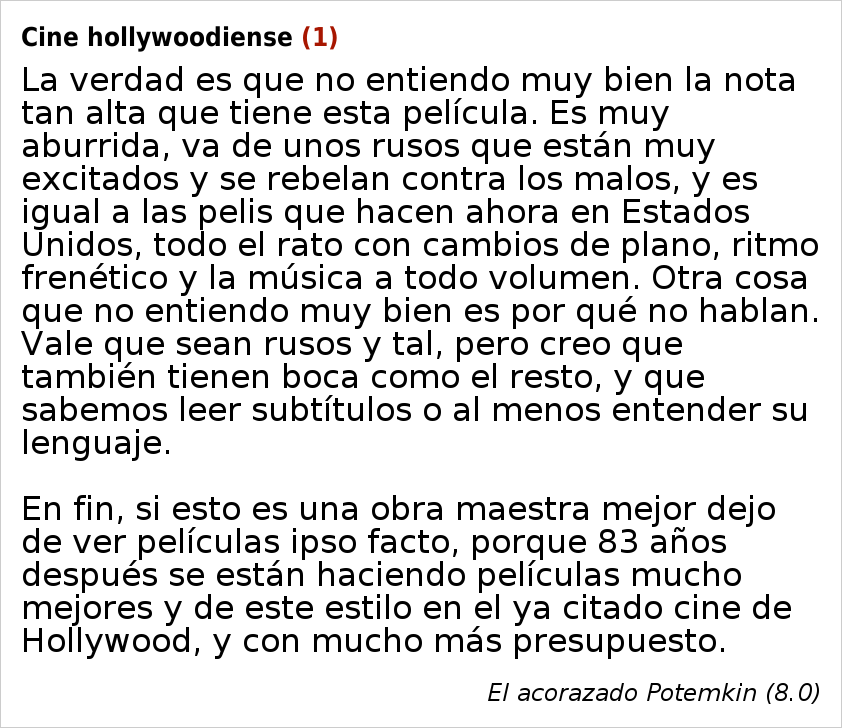 Cine hollywoodiense (1)
La verdad es que no entiendo muy bien la nota
tan alta que tiene esta película. Es muy
aburrida, va de unos rusos que están muy
excitados y se rebelan contra los malos, y es
igual a las pelis que hacen ahora en Estados
Unidos, todo el rato con cambios de plano, ritmo
frenético y la música a todo volumen. Otra cosa
que no entiendo muy bien es por qué no hablan.
Vale que sean rusos y tal, pero creo que
también tienen boca como el resto, y que
sabemos leer subtítulos o al menos entender su
lenguaje.

En fin, si esto es una obra maestra mejor dejo
de ver películas ipso facto, porque 83 años
después se están haciendo películas mucho
mejores y de este estilo en el ya citado cine de
Hollywood, y con mucho más presupuesto.
El acorazado Potemkin (8.0)